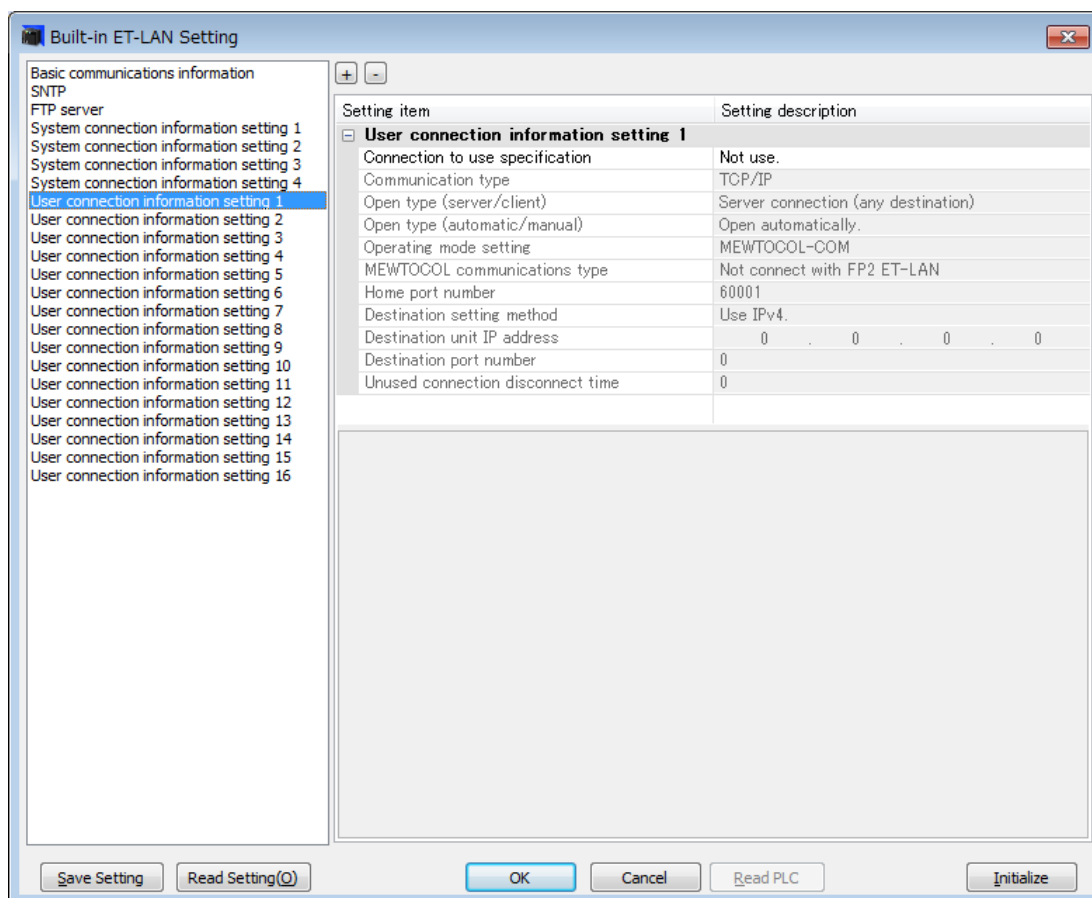 Built-in ET-LAN Setting
Basic communications information
SNTP
FTP server
System connection information setting 1
System connection information setting 2
System connection information setting 3
System connection information setting 4
User connection information setting 1
User connection information setting 2
User connection information setting 3
User connection information setting 4
User connection information setting 5
User connection information setting 6
User connection information setting 7
User connection information setting 8
User connection information setting 9
User connection information setting 10
User connection information setting 11
User connection information setting 12
User connection information setting 13
User connection information setting 14
User connection information setting 15
User connection information setting 16
+ -
Setting item Setting description
User connection information setting 1
Connection to use specification Not use.
Communication type TCP/IP
Open type (server/client) Server connection (any destination)
Open type (automatic/manual) Open automatically.
Operating mode setting MEWTOCOL-COM
MEWTOCOL communications type Not connect with FP2 ET-LAN
Home port number 60001
Destination setting method Use IPv4.
Destination unit IP address 0 . 0 . 0 . 0
Destination port number 0
Unused connection disconnect time 0
Save Setting Read Setting(O) OK Cancel Read PLC Initialize